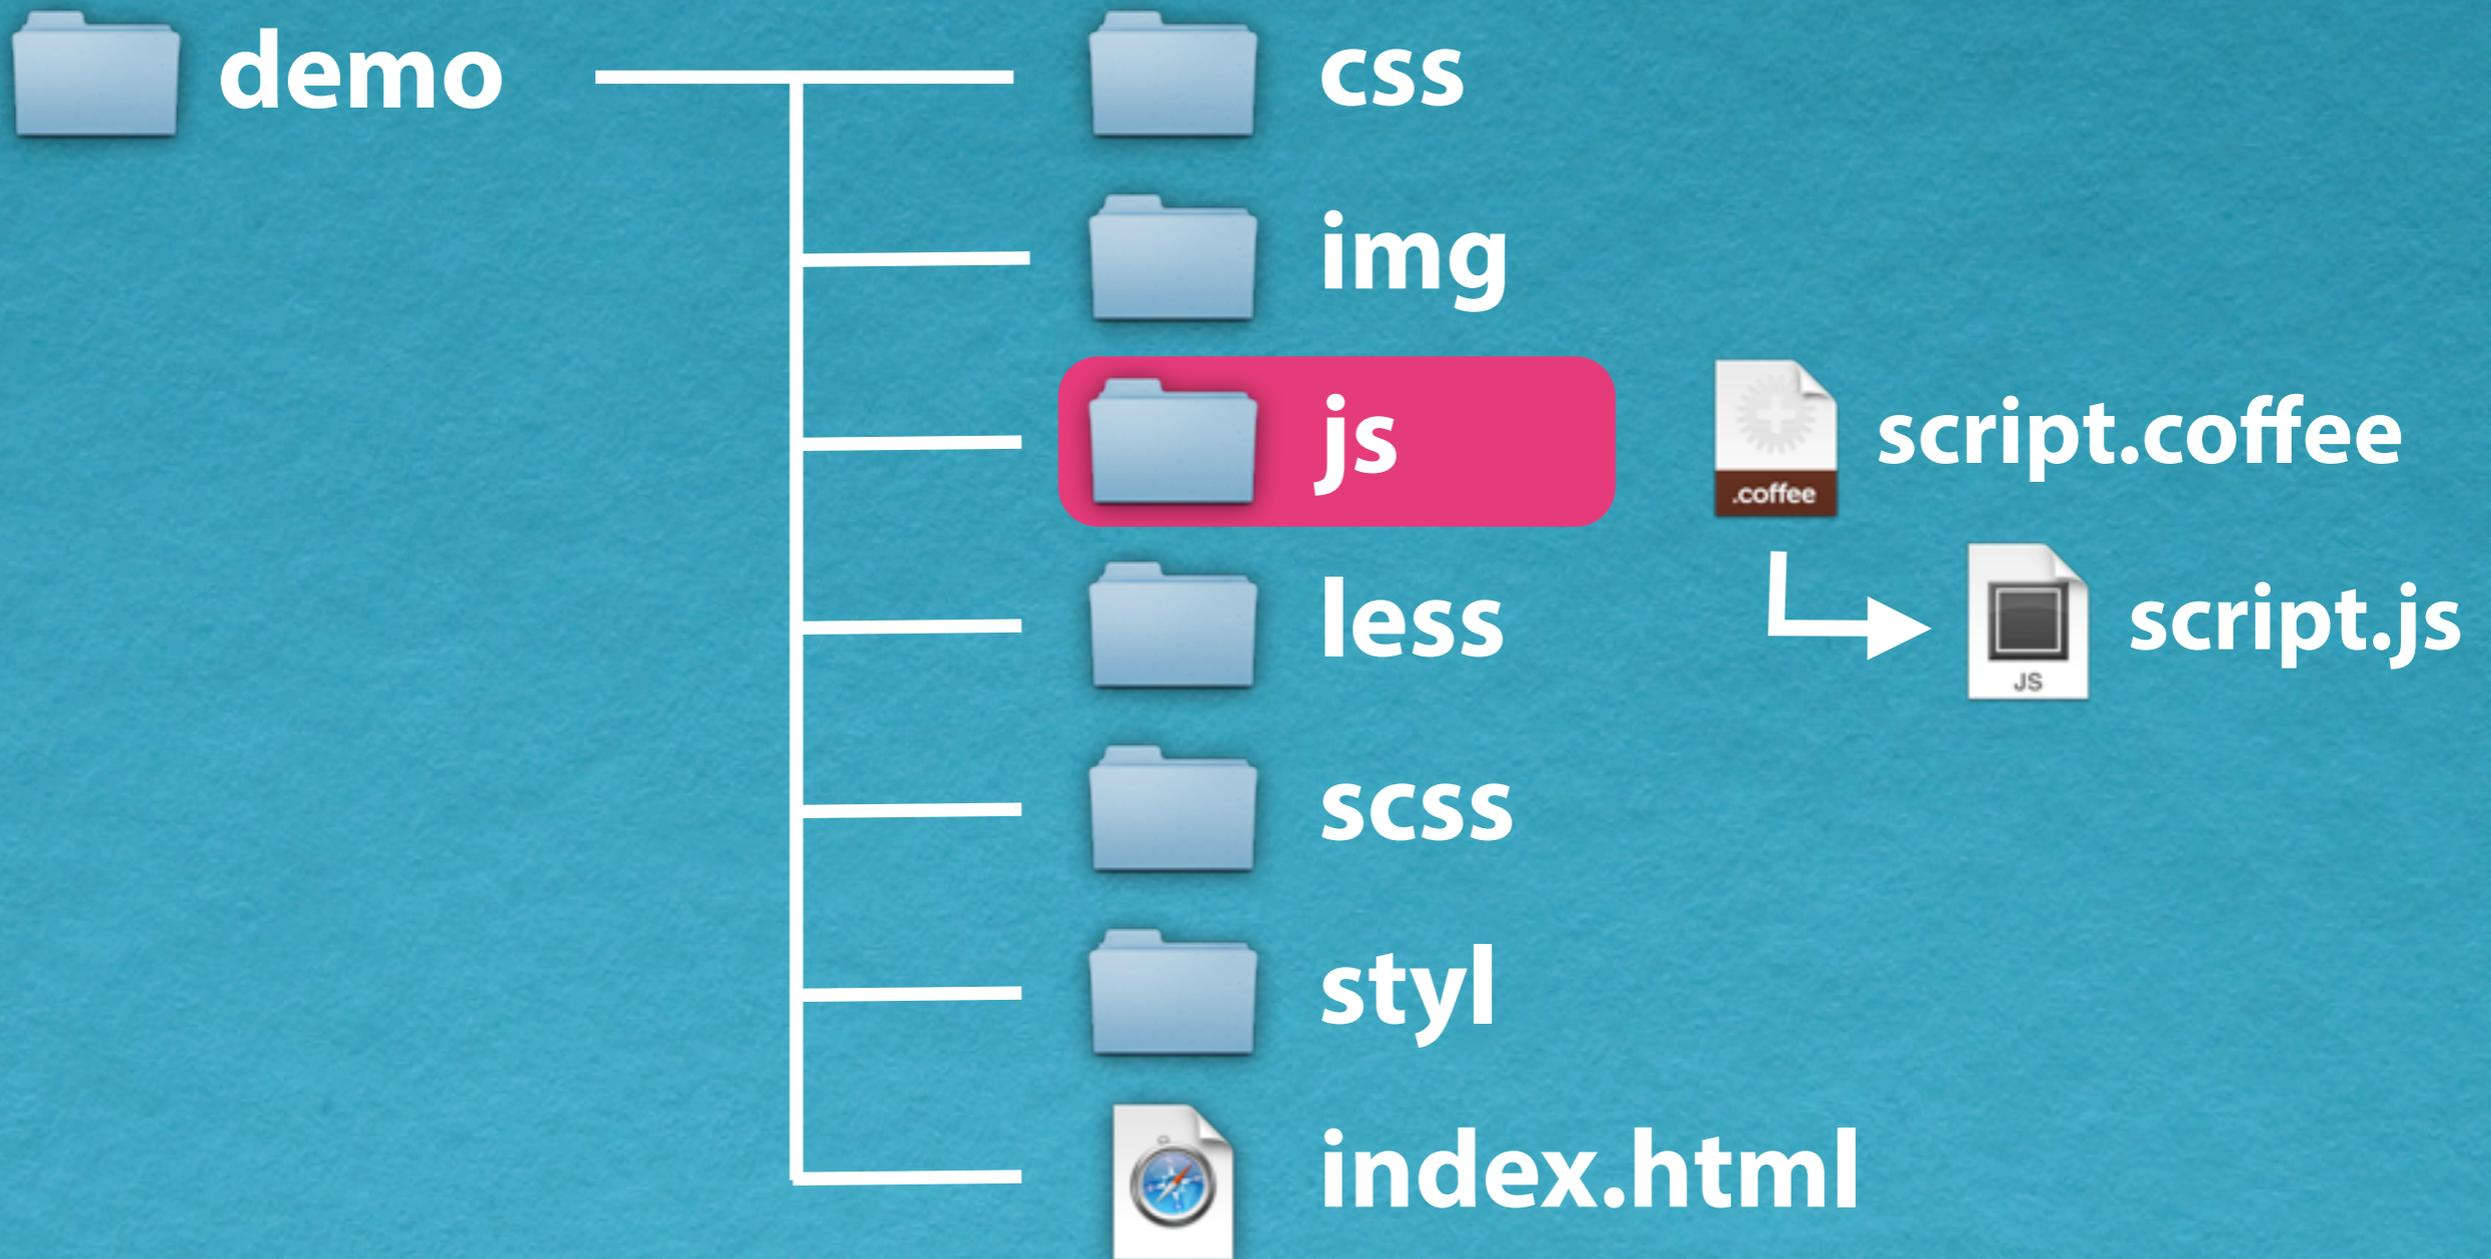 demo
css
img
js
script.coffee
.coffee
less
script.js
JS
scss
styl
index.html